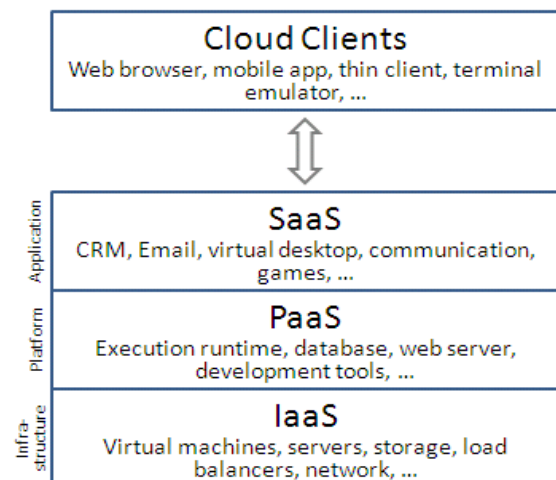 Cloud Clients
Web browser, mobile app, thin client, terminal
emulator, ...
Application
SaaS
CRM, Email, virtual desktop, communication,
games, ...
Platform
PaaS
Execution runtime, database, web server,
development tools, ...
Infra-
structure
IaaS
Virtual machines, servers, storage, load
balancers, network, ...